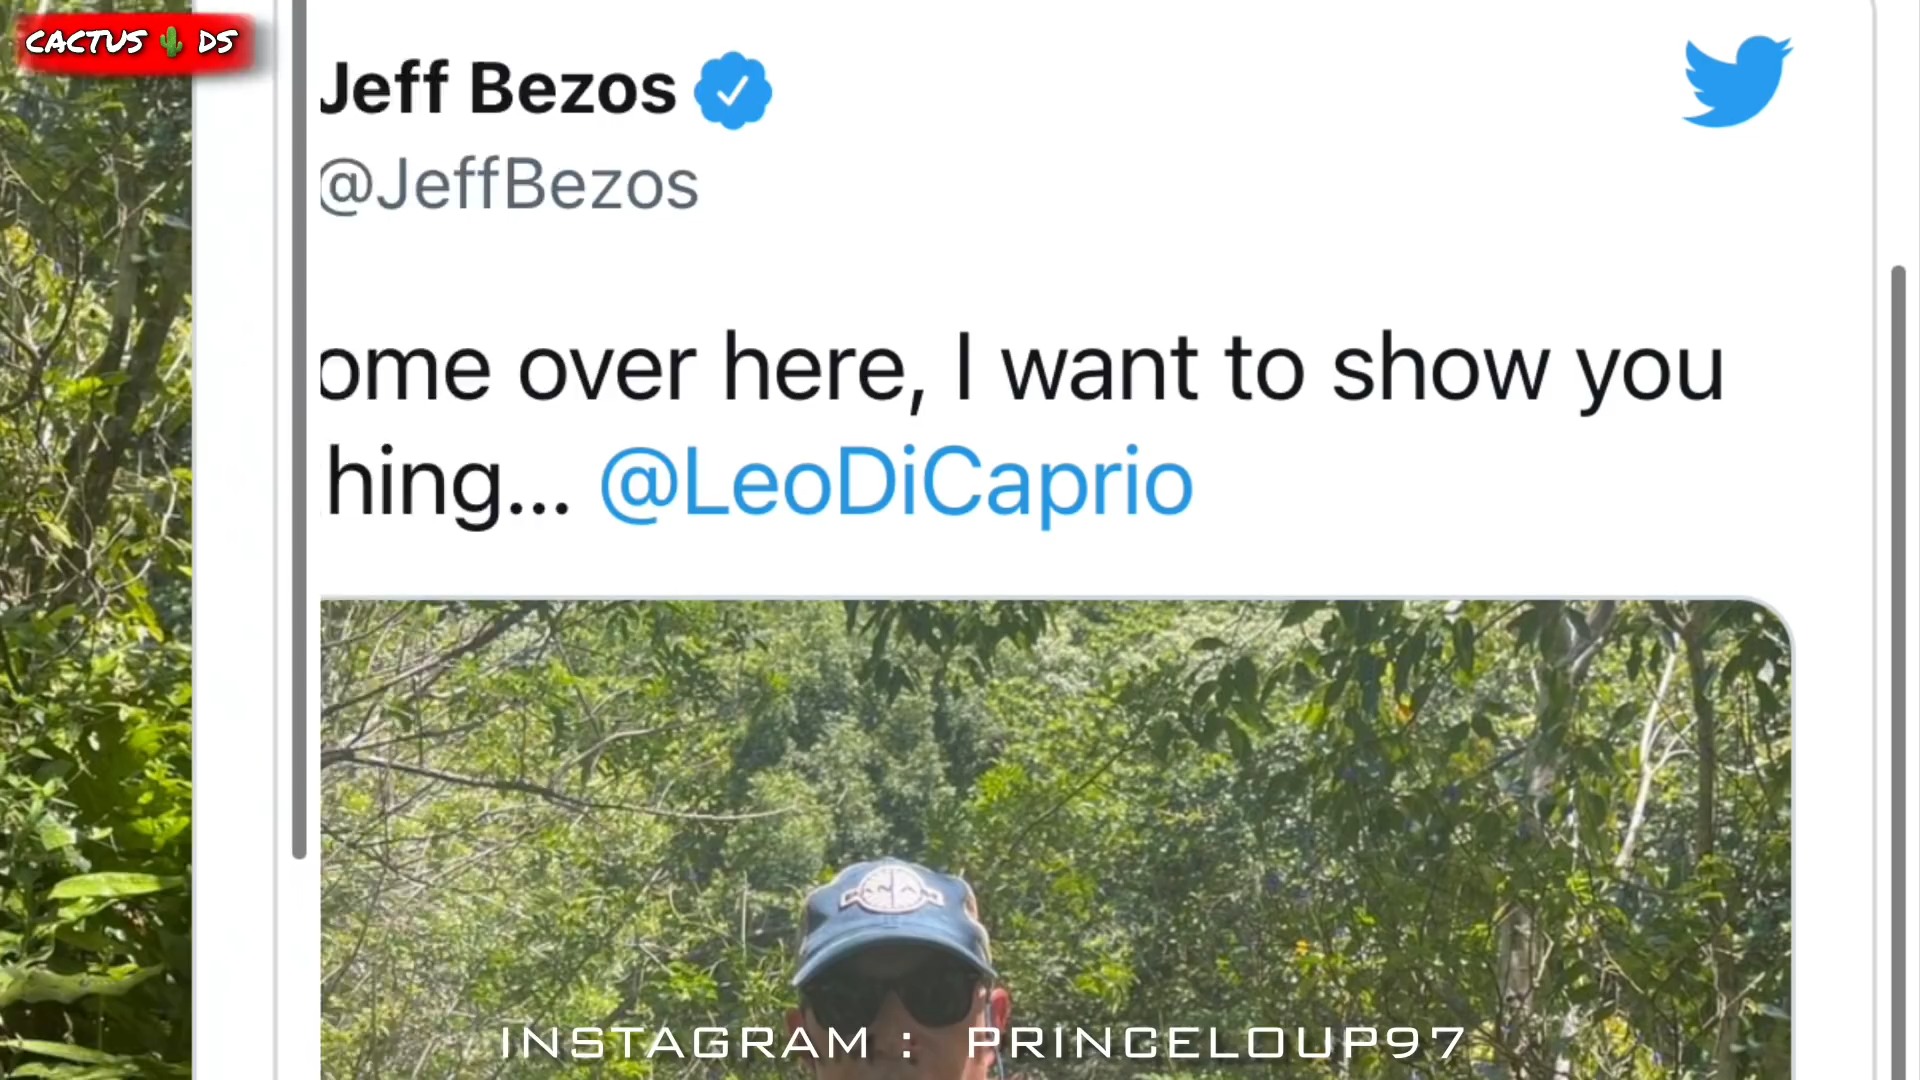 CACTUS 🌵 DS
Jeff Bezos
@JeffBezos
ome over here, I want to show you
hing... @LeoDiCaprio
INSTAGRAM : PRINCELOUP97